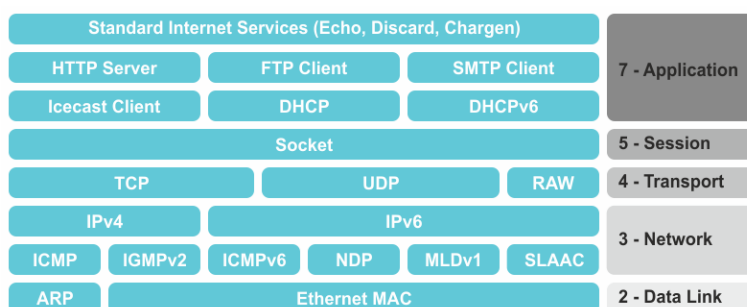 Standard Internet Services (Echo, Discard, Chargen)
HTTP Server FTP Client SMTP Client
7 - Application
Icecast Client DHCP DHCPv6
Socket 5 - Session
TCP UDP RAW 4 - Transport
IPv4 IPv6
3 - Network
ICMP IGMPv2 ICMPv6 NDP MLDv1 SLAAC
ARP Ethernet MAC 2 - Data Link